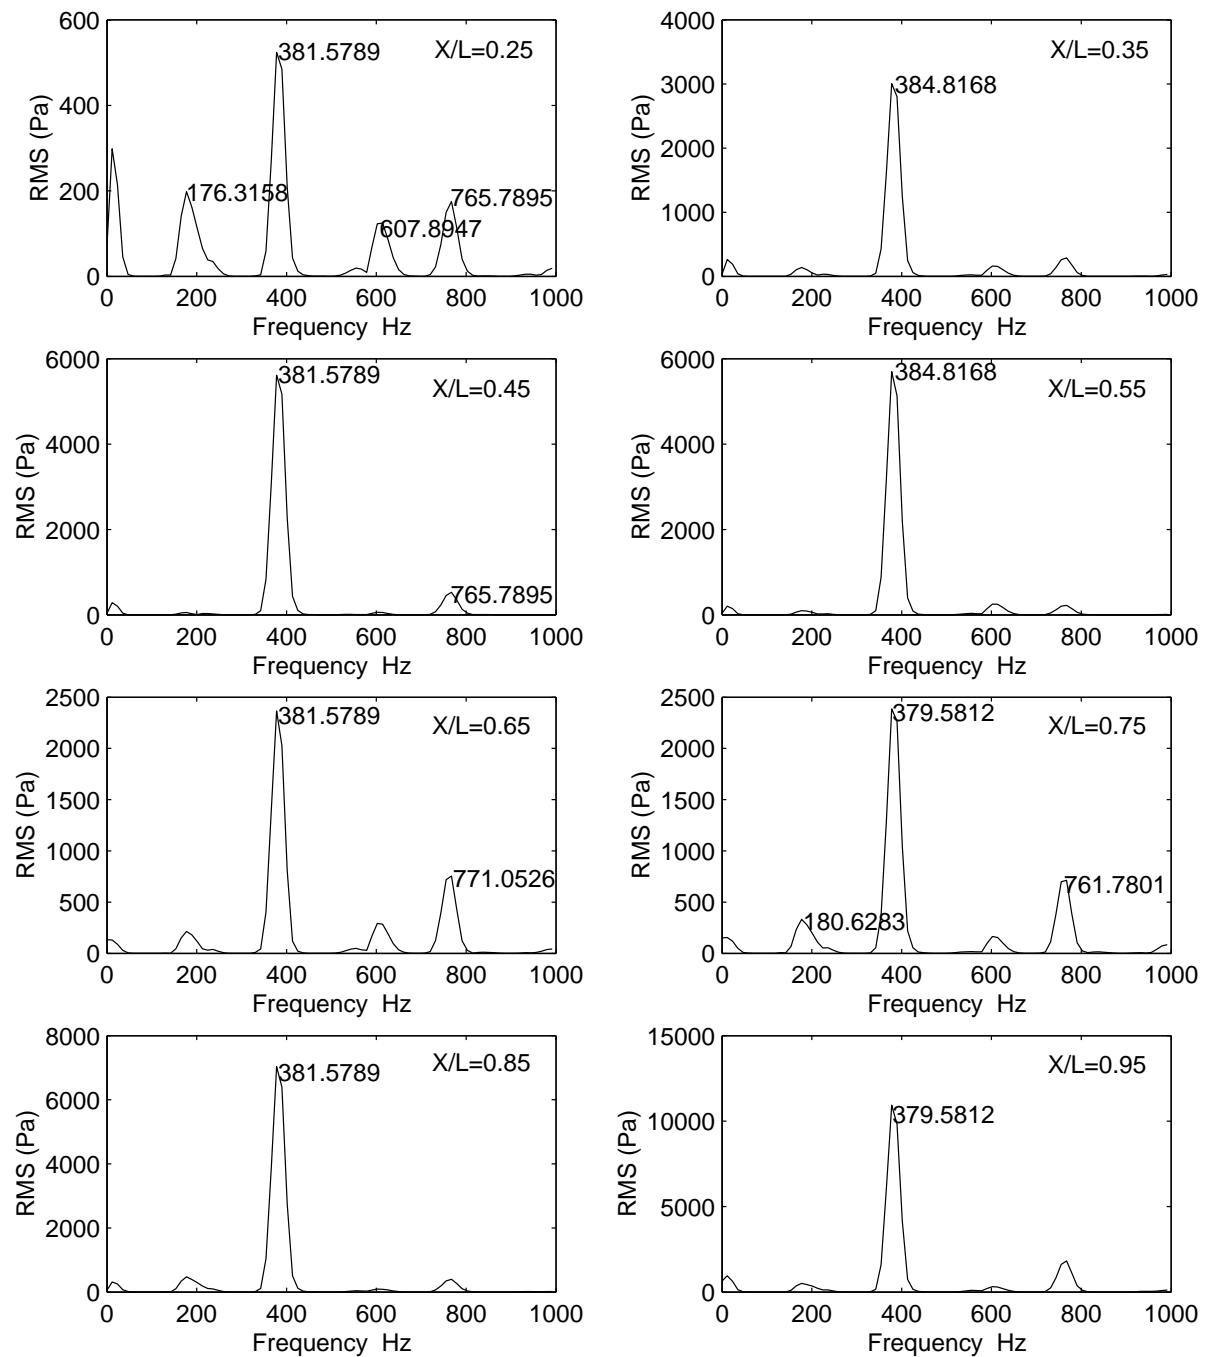 600
400
200
0
RMS (Pa)
381.5789
X/L=0.25
176.3158
765.7895
607.8947
0 200 400 600 800 1000
Frequency Hz
4000
3000
2000
1000
0
RMS (Pa)
384.8168
X/L=0.35
0 200 400 600 800 1000
Frequency Hz
6000
4000
2000
0
RMS (Pa)
381.5789
X/L=0.45
765.7895
0 200 400 600 800 1000
Frequency Hz
6000
4000
2000
0
RMS (Pa)
384.8168
X/L=0.55
0 200 400 600 800 1000
Frequency Hz
2500
2000
1500
1000
500
0
RMS (Pa)
381.5789
X/L=0.65
771.0526
0 200 400 600 800 1000
Frequency Hz
2500
2000
1500
1000
500
0
RMS (Pa)
379.5812
X/L=0.75
761.7801
180.6283
0 200 400 600 800 1000
Frequency Hz
8000
6000
4000
2000
0
RMS (Pa)
381.5789
X/L=0.85
0 200 400 600 800 1000
Frequency Hz
15000
10000
5000
0
RMS (Pa)
379.5812
X/L=0.95
0 200 400 600 800 1000
Frequency Hz